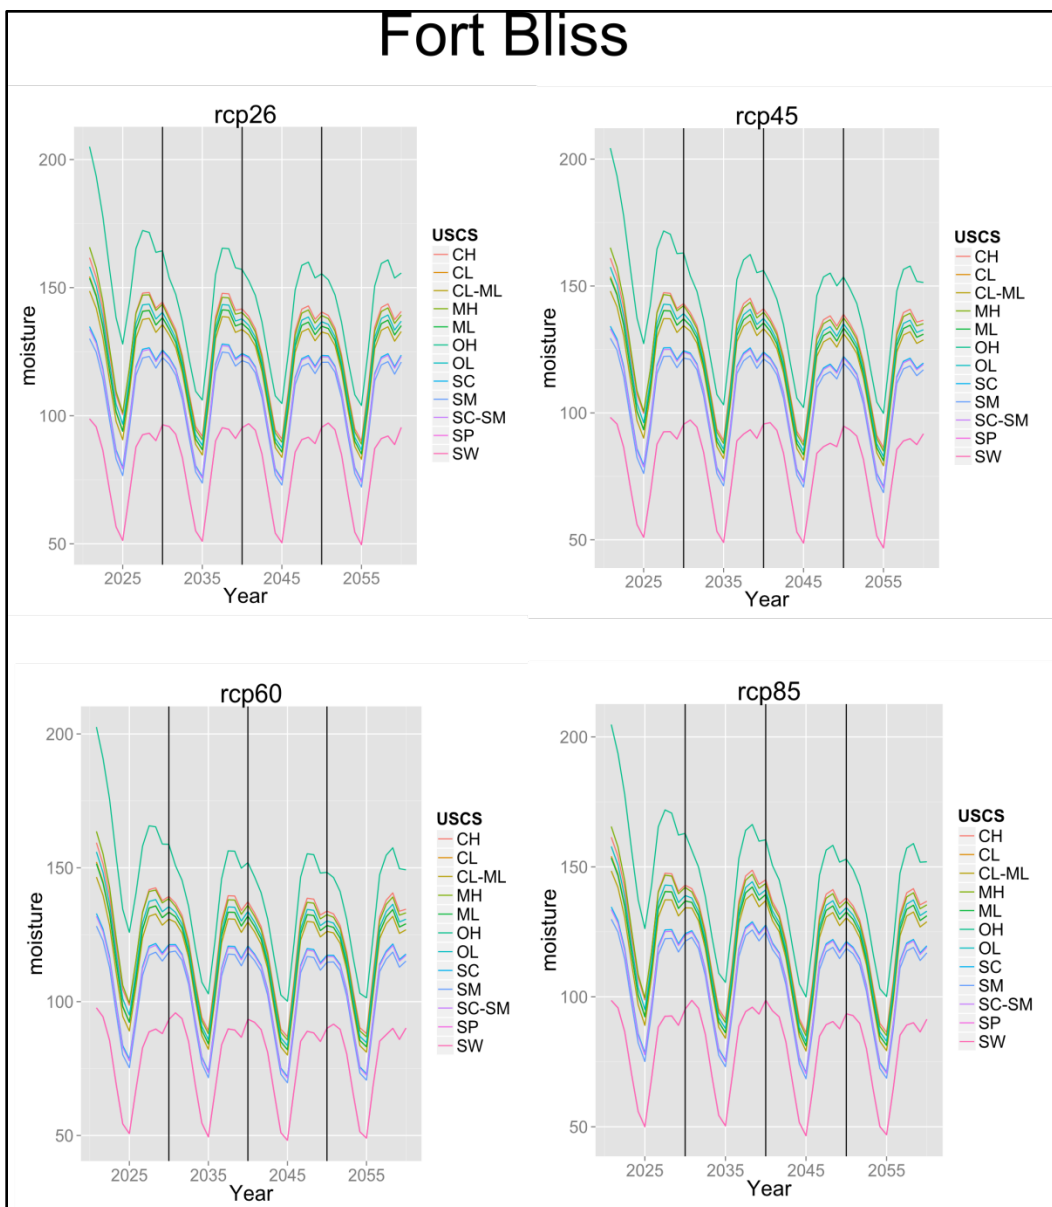 Fort Bliss
rcp26
200
150
100
50
moisture
2025 2035 2045 2055
Year
USCS
CH
CL
CL-ML
MH
ML
OH
OL
SC
SM
SC-SM
SP
SW
rcp45
200
150
100
50
moisture
2025 2035 2045 2055
Year
USCS
CH
CL
CL-ML
MH
ML
OH
OL
SC
SM
SC-SM
SP
SW
rcp60
200
150
100
50
moisture
2025 2035 2045 2055
Year
USCS
CH
CL
CL-ML
MH
ML
OH
OL
SC
SM
SC-SM
SP
SW
rcp85
200
150
100
50
moisture
2025 2035 2045 2055
Year
USCS
CH
CL
CL-ML
MH
ML
OH
OL
SC
SM
SC-SM
SP
SW